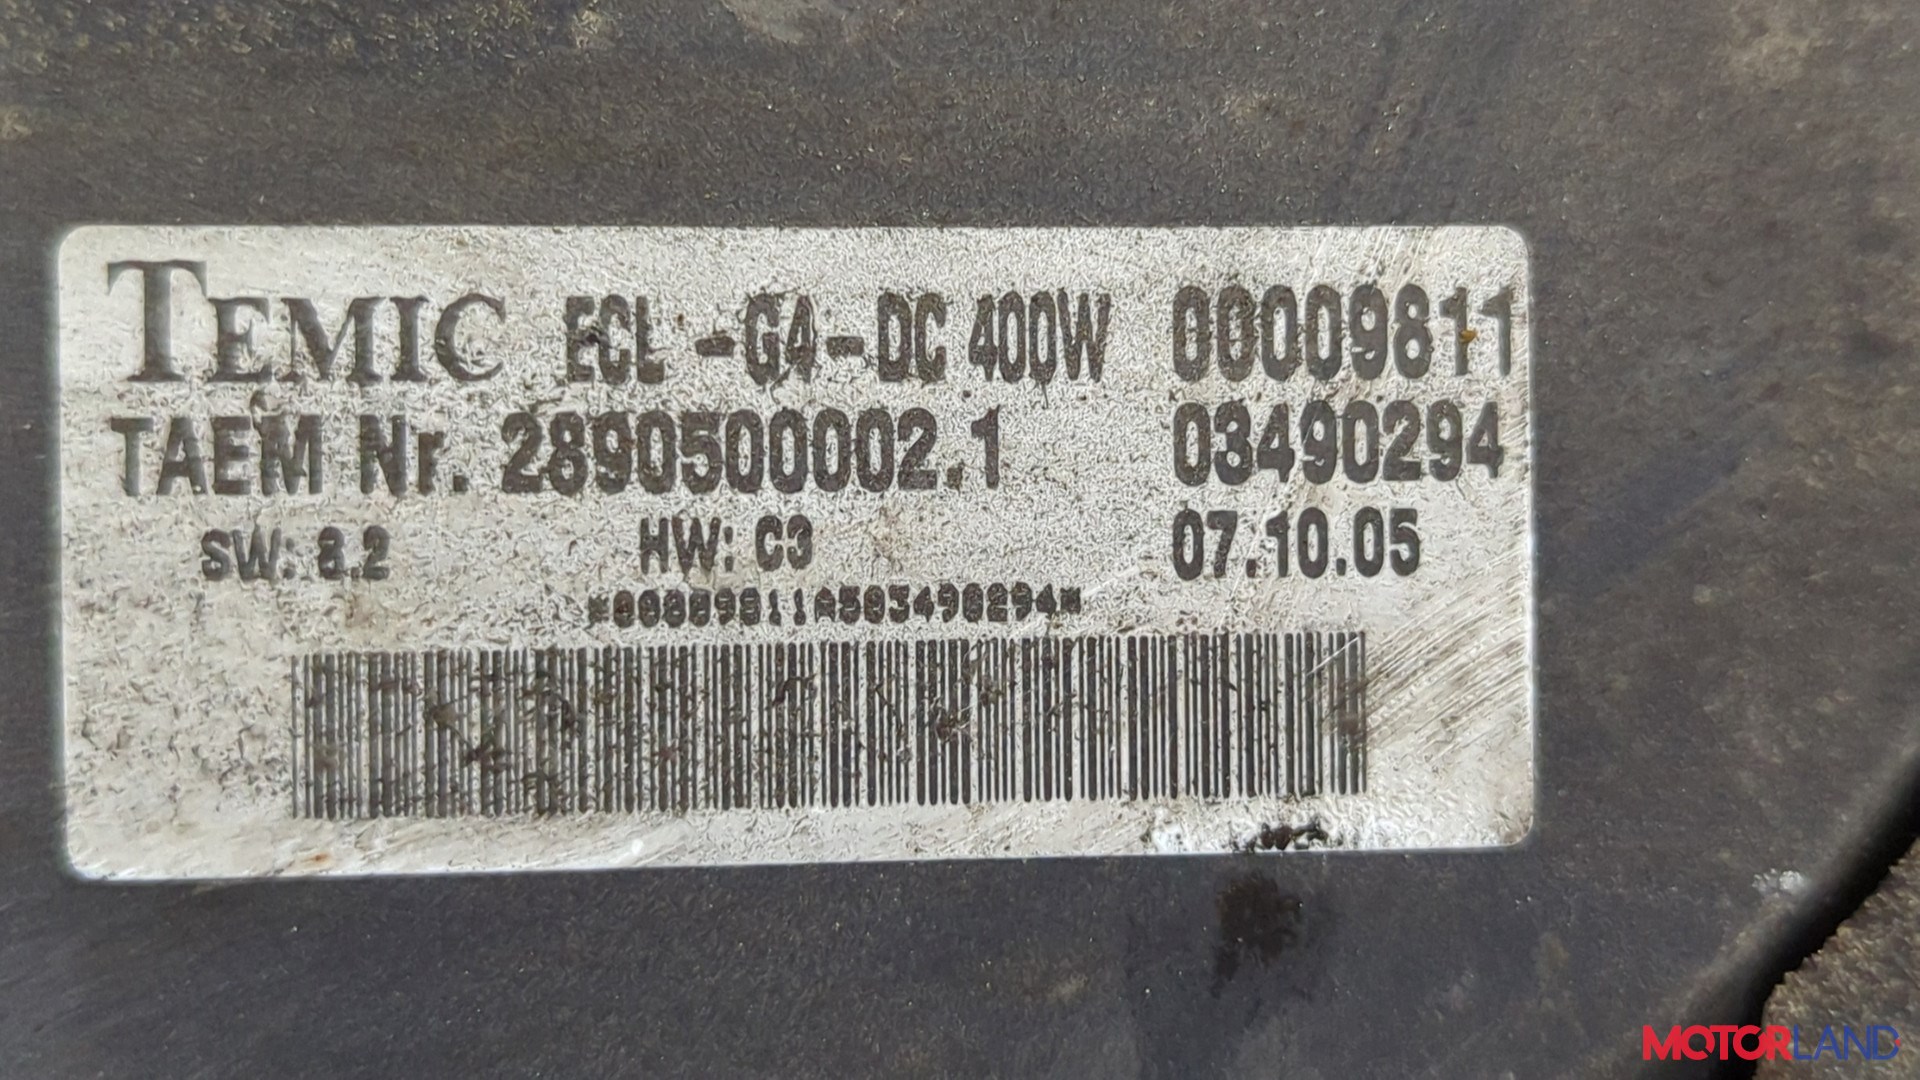 TEMIC ECL -G4-DC 400W 00009811
TAEM Nr. 2890500002.1 03490294
SW: 8.2 HW: C3 07.10.05
*00009811A503490294*
MOTORLAND